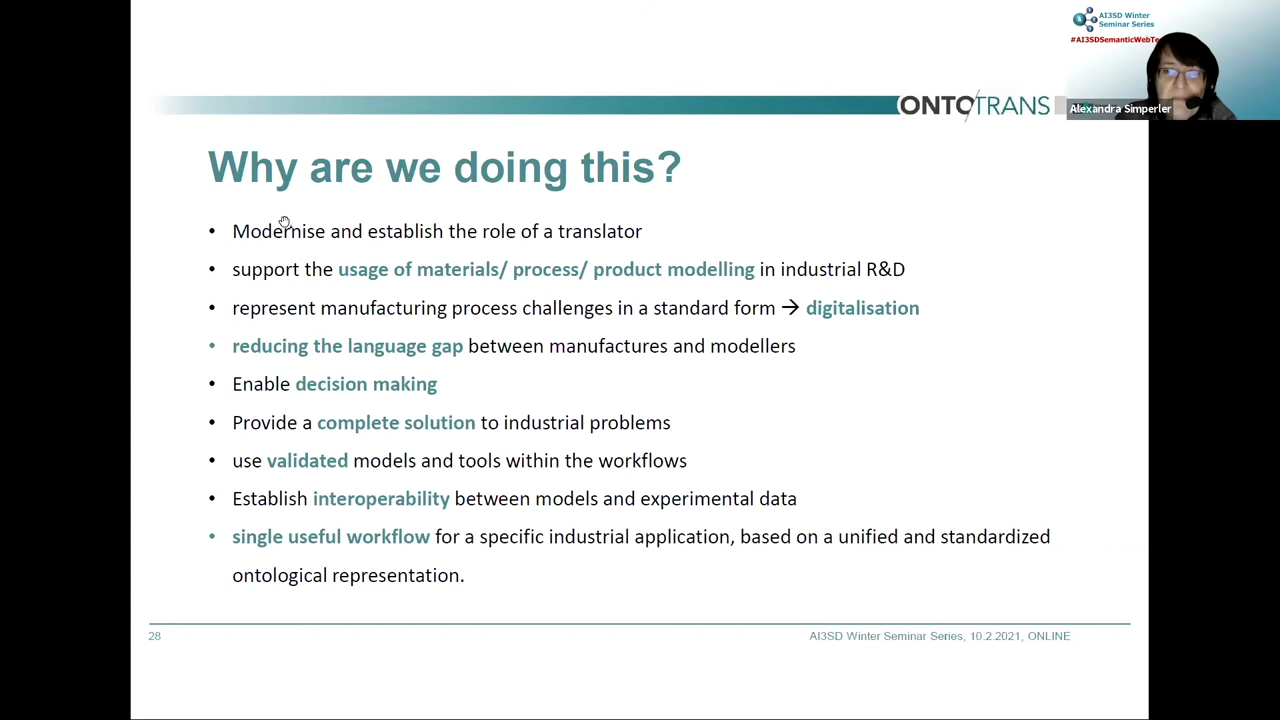 AI3SD Winter
Seminar Series
#AI3SDSemanticWebTe
Alexandra Simperler
ONTOTRANS
Why are we doing this?
• Modernise and establish the role of a translator
• support the usage of materials/ process/ product modelling in industrial R&D
• represent manufacturing process challenges in a standard form → digitalisation
• reducing the language gap between manufactures and modellers
• Enable decision making
• Provide a complete solution to industrial problems
• use validated models and tools within the workflows
• Establish interoperability between models and experimental data
• single useful workflow for a specific industrial application, based on a unified and standardized
ontological representation.
28
AI3SD Winter Seminar Series, 10.2.2021, ONLINE